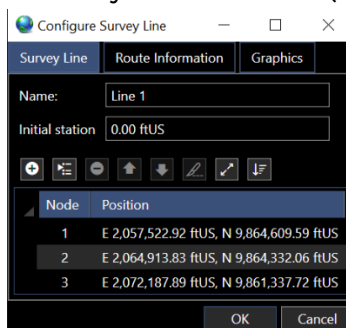 Configure Survey Line
Survey Line Route Information Graphics
Name: Line 1
Initial station 0.00 ftUS
Node Position
1 E 2,057,522.92 ftUS, N 9,864,609.59 ftUS
2 E 2,064,913.83 ftUS, N 9,864,332.06 ftUS
3 E 2,072,187.89 ftUS, N 9,861,337.72 ftUS
OK Cancel